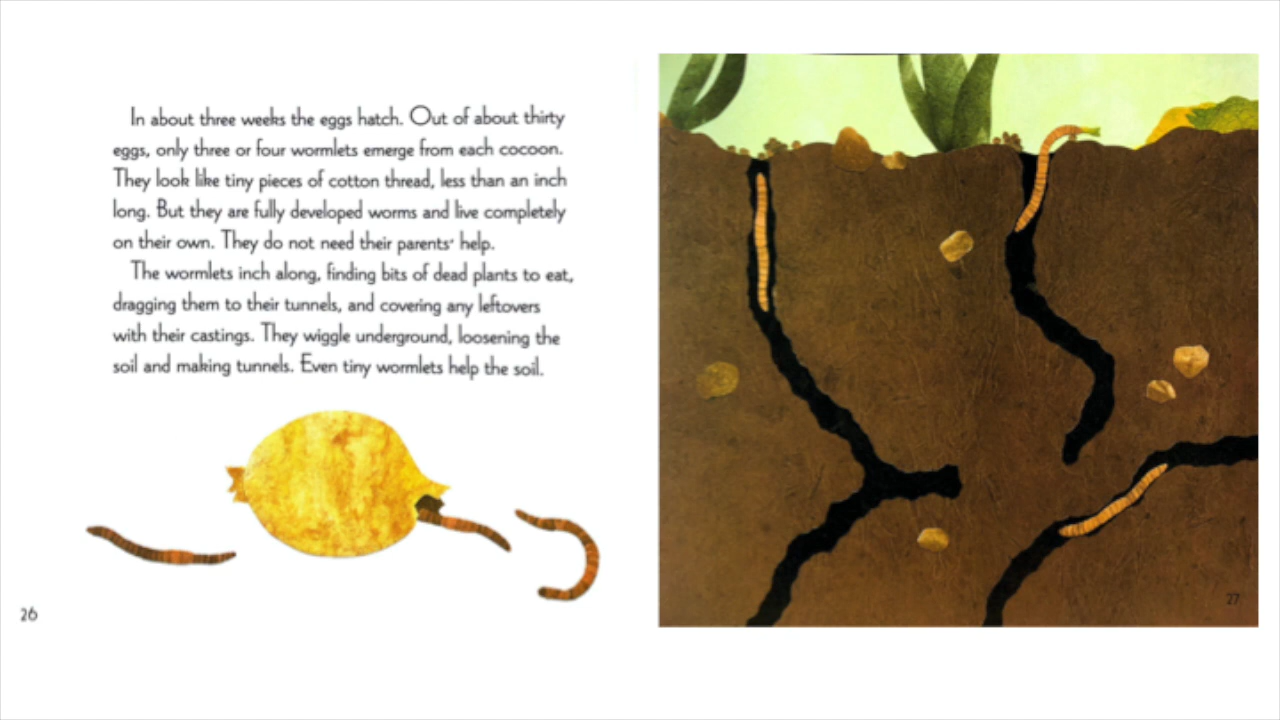 In about three weeks the eggs hatch. Out of about thirty
eggs, only three or four wormlets emerge from each cocoon.
They look like tiny pieces of cotton thread, less than an inch
long. But they are fully developed worms and live completely
on their own. They do not need their parents' help.
The wormlets inch along, finding bits of dead plants to eat,
dragging them to their tunnels, and covering any leftovers
with their castings. They wiggle underground, loosening the
soil and making tunnels. Even tiny wormlets help the soil.
26
27